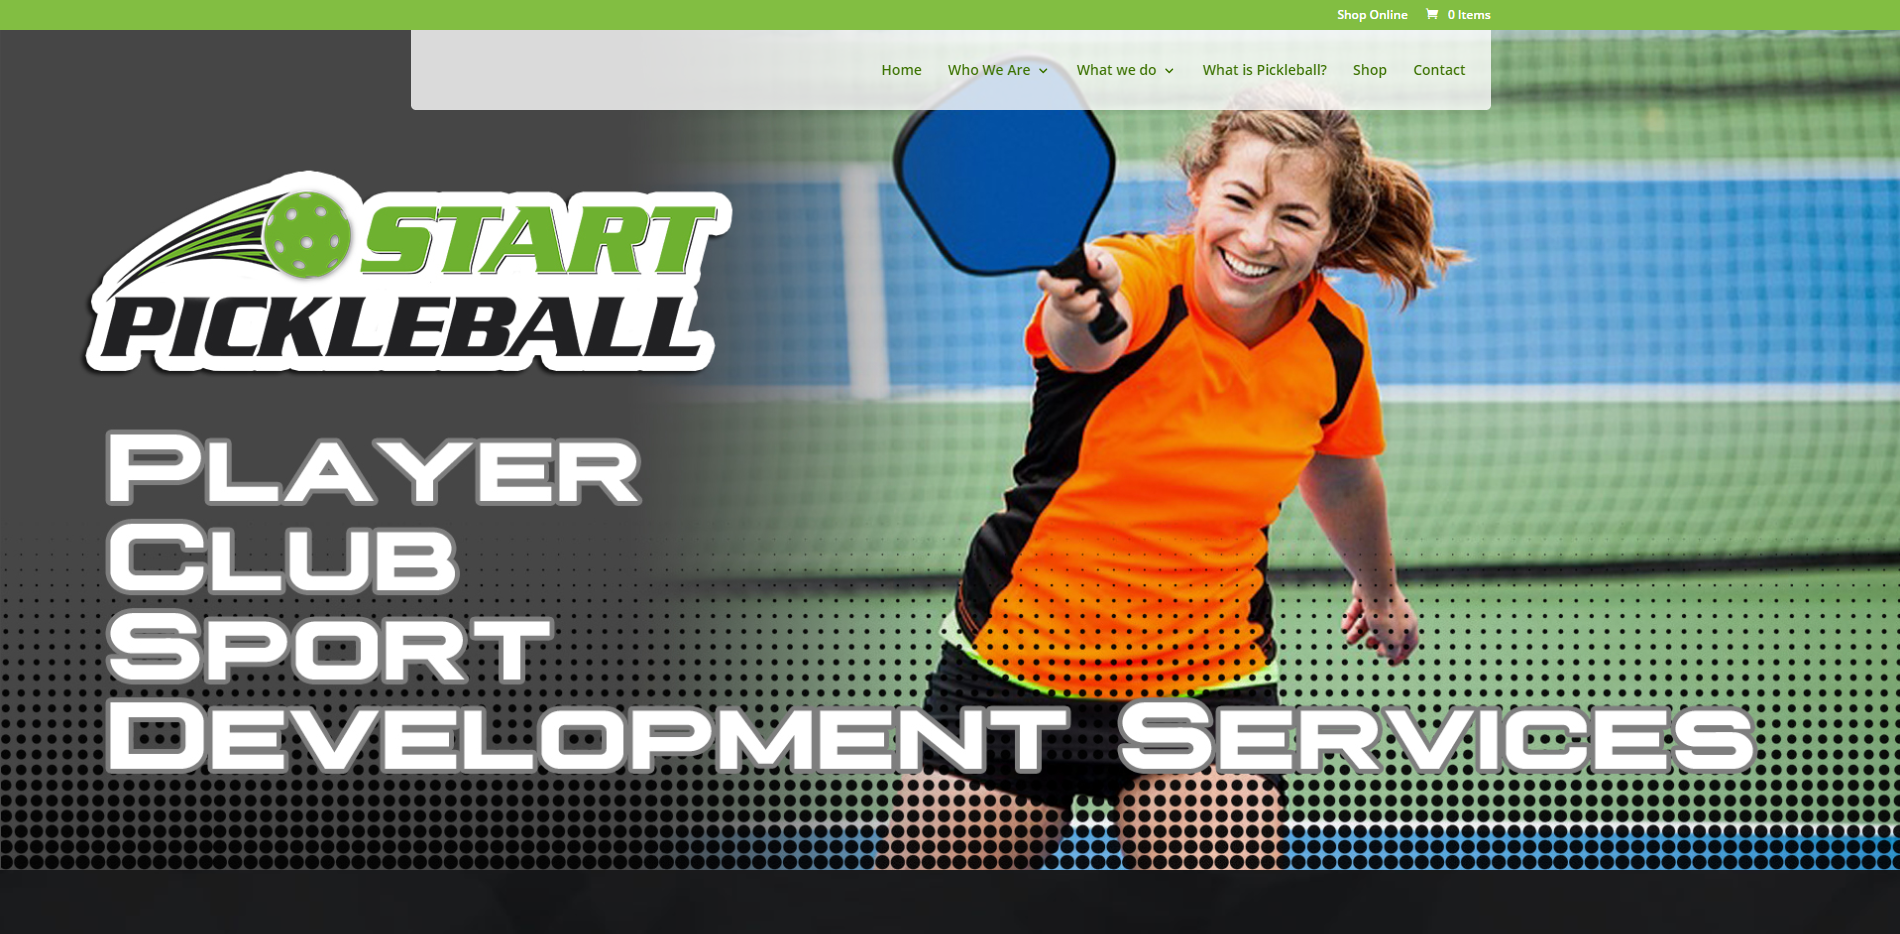 Shop Online 0 Items
Home Who We Are What we do What is Pickleball? Shop Contact
START
PICKLEBALL
PLAYER
CLUB
SPORT
DEVELOPMENT SERVICES